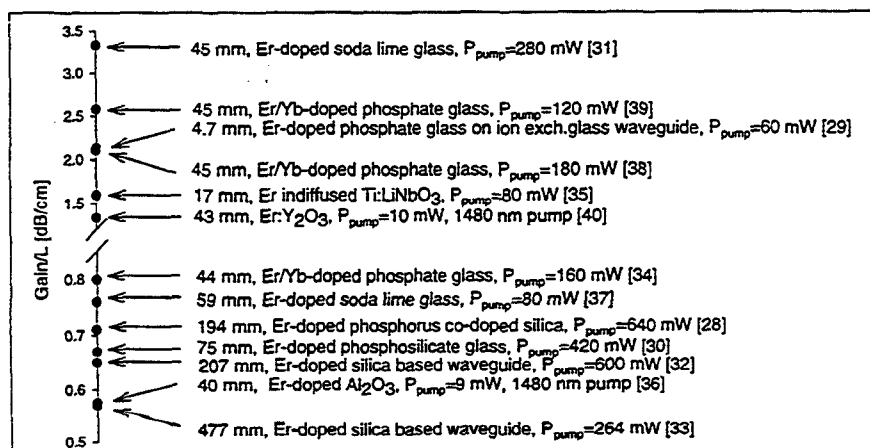 3.5
45 mm, Er-doped soda lime glass, Ppump=280 mW [31]
3.0
45 mm, Er/Yb-doped phosphate glass, Ppump=120 mW [39]
2.5
4.7 mm, Er-doped phosphate glass on ion exch.glass waveguide, Ppump=60 mW [29]
2.0
45 mm, Er/Yb-doped phosphate glass, Ppump=180 mW [38]
17 mm, Er indiffused Ti:LiNbO3, Ppump=80 mW [35]
1.5
43 mm, Er:Y2O3, Ppump=10 mW, 1480 nm pump [40]
Gain/L [dB/cm]
0.8
44 mm, Er/Yb-doped phosphate glass, Ppump=160 mW [34]
59 mm, Er-doped soda lime glass, Ppump=80 mW [37]
0.7
194 mm, Er-doped phosphorus co-doped silica, Ppump=640 mW [28]
75 mm, Er-doped phosphosilicate glass, Ppump=420 mW [30]
207 mm, Er-doped silica based waveguide, Ppump=600 mW [32]
0.6
40 mm, Er-doped Al2O3, Ppump=9 mW, 1480 nm pump [36]
477 mm, Er-doped silica based waveguide, Ppump=264 mW [33]
0.5